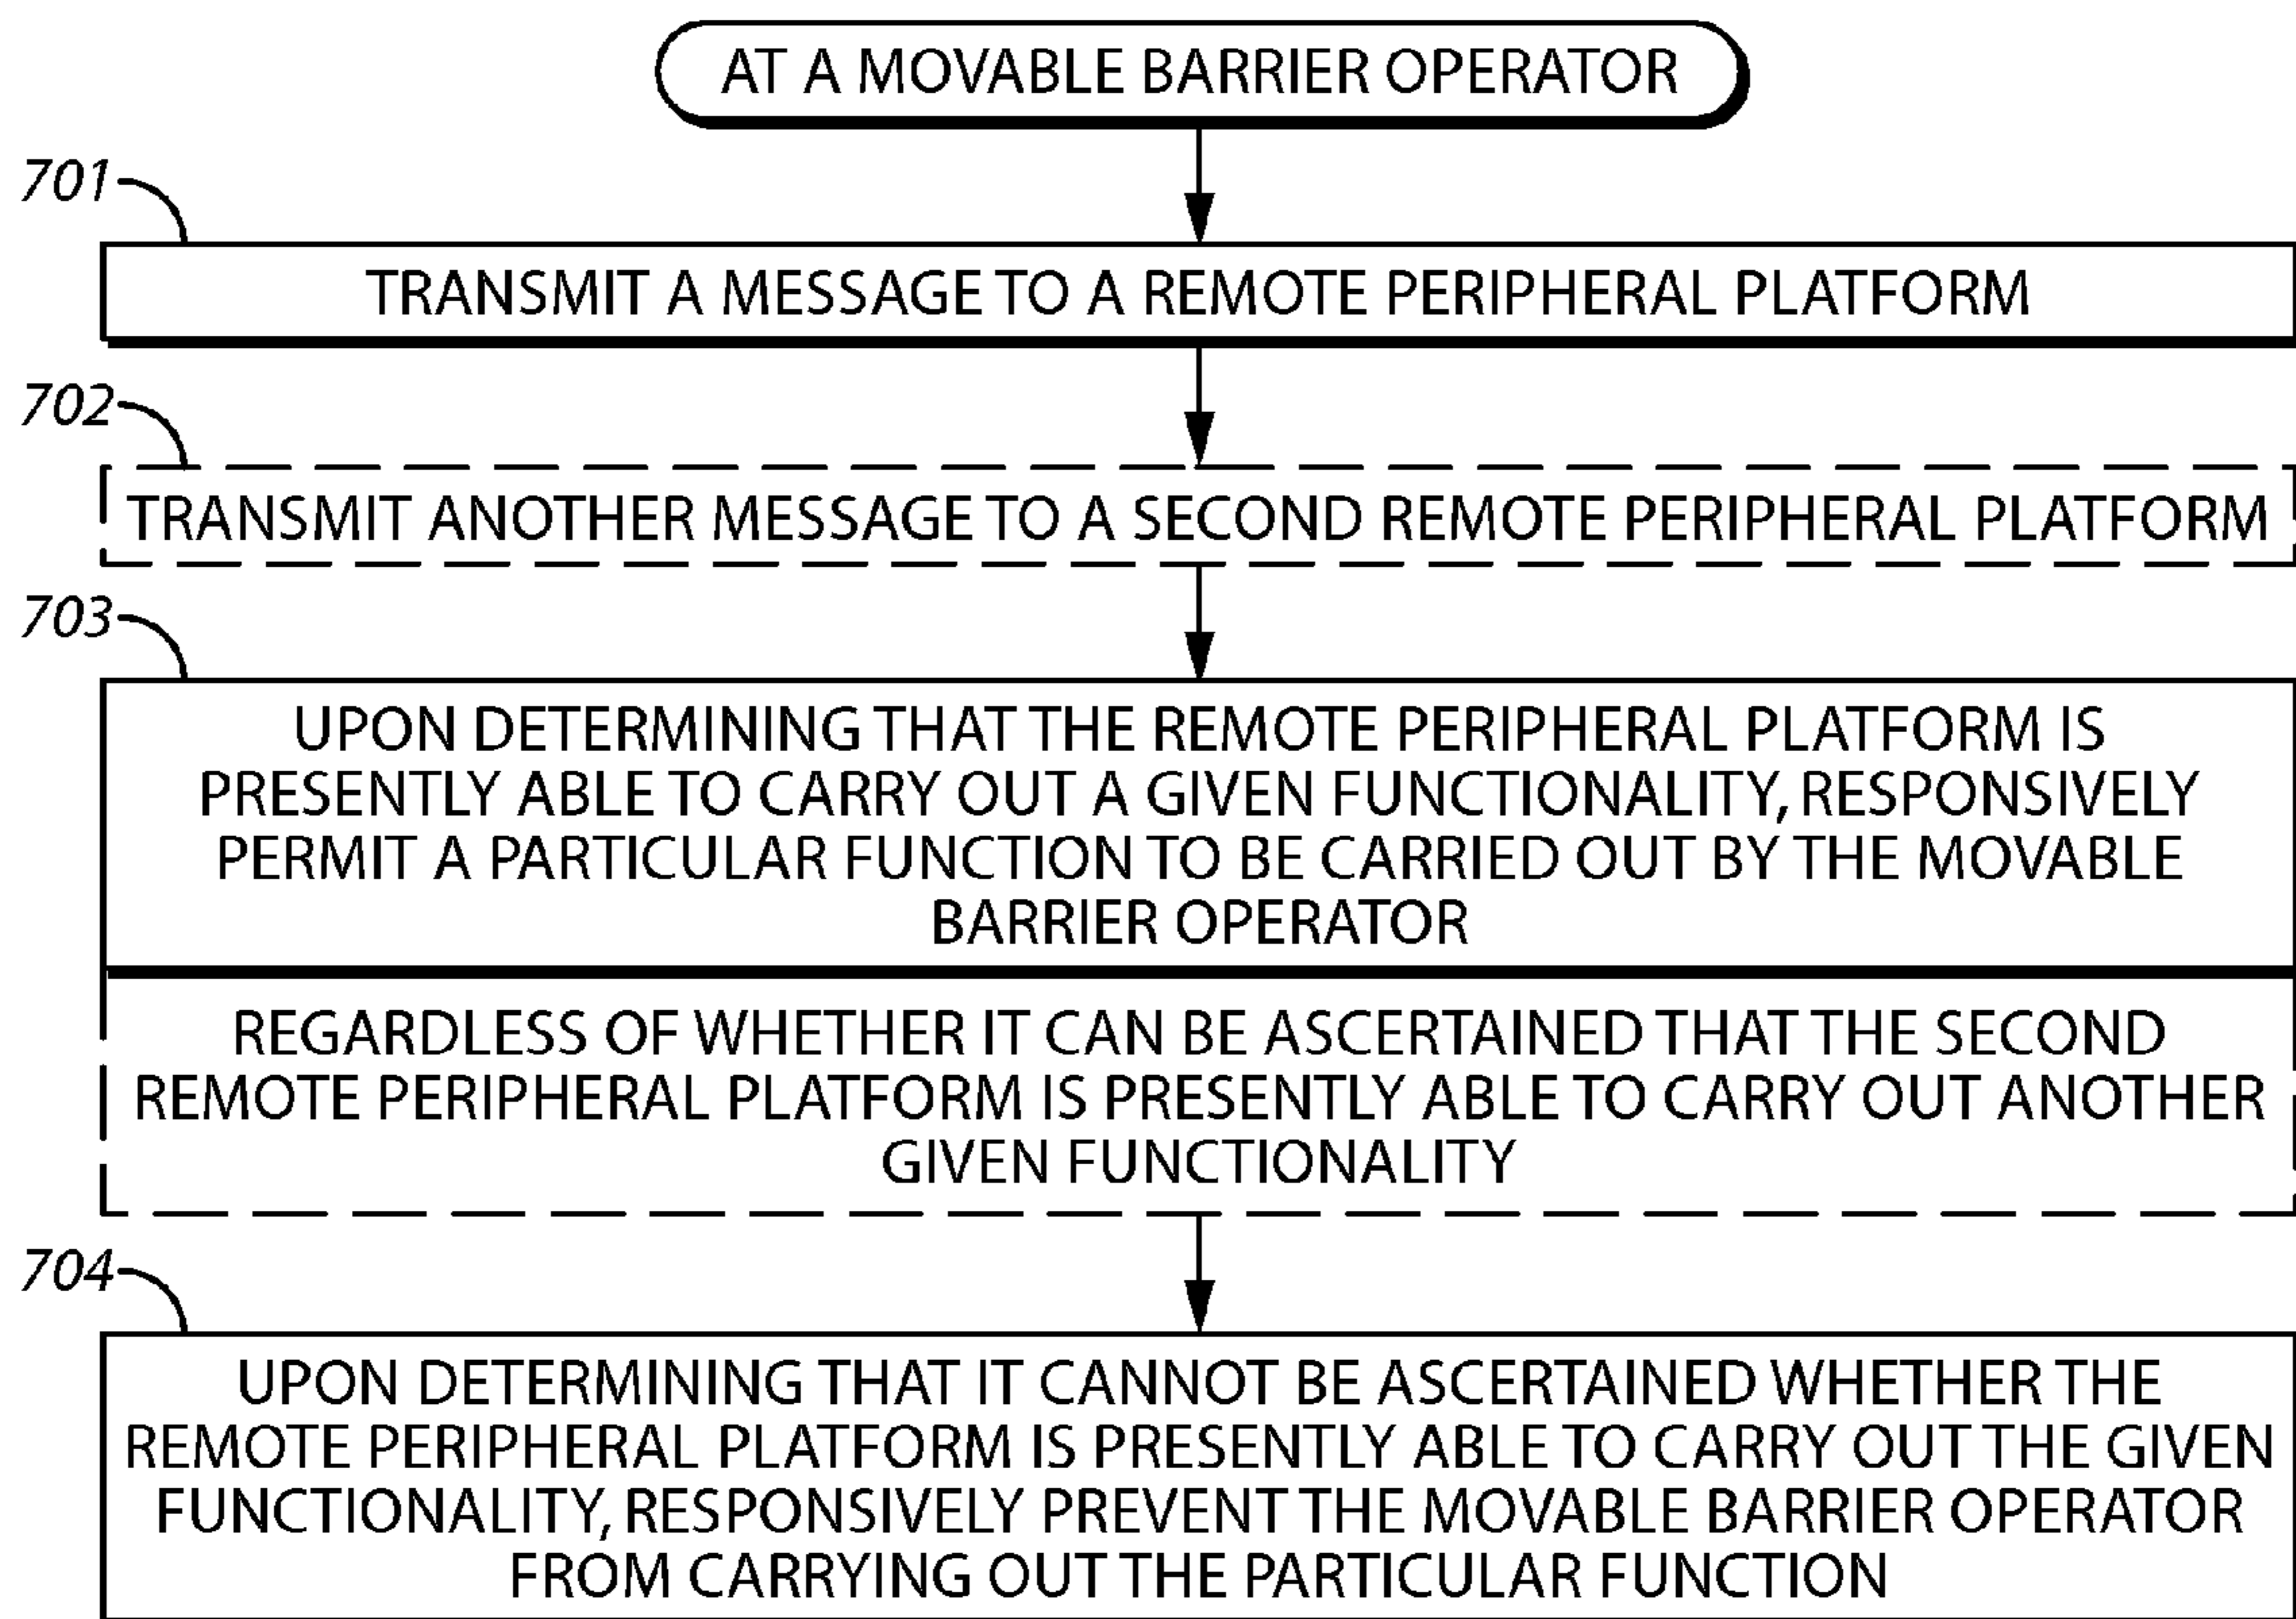 AT A MOVABLE BARRIER OPERATOR
701
TRANSMIT A MESSAGE TO A REMOTE PERIPHERAL PLATFORM
702
TRANSMIT ANOTHER MESSAGE TO A SECOND REMOTE PERIPHERAL PLATFORM
703
UPON DETERMINING THAT THE REMOTE PERIPHERAL PLATFORM IS
PRESENTLY ABLE TO CARRY OUT A GIVEN FUNCTIONALITY, RESPONSIVELY
PERMIT A PARTICULAR FUNCTION TO BE CARRIED OUT BY THE MOVABLE
BARRIER OPERATOR
REGARDLESS OF WHETHER IT CAN BE ASCERTAINED THAT THE SECOND
REMOTE PERIPHERAL PLATFORM IS PRESENTLY ABLE TO CARRY OUT ANOTHER
GIVEN FUNCTIONALITY
704
UPON DETERMINING THAT IT CANNOT BE ASCERTAINED WHETHER THE
REMOTE PERIPHERAL PLATFORM IS PRESENTLY ABLE TO CARRY OUT THE GIVEN
FUNCTIONALITY, RESPONSIVELY PREVENT THE MOVABLE BARRIER OPERATOR
FROM CARRYING OUT THE PARTICULAR FUNCTION